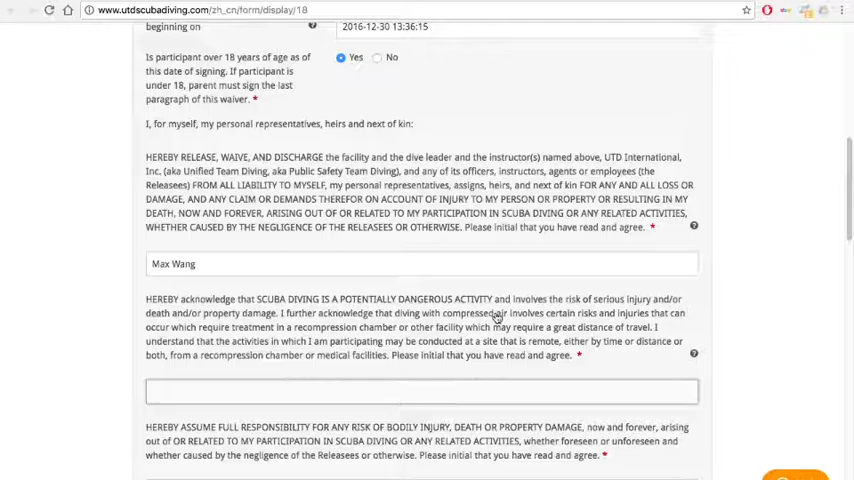 www.utdscubadiving.com/zh_cn/form/display/18
beginning on
2016-12-30 13:36:15
Is participant over 18 years of age as of
Yes No
this date of signing. If participant is
under 18, parent must sign the last
paragraph of this waiver. *
I, for myself, my personal representatives, heirs and next of kin:
HEREBY RELEASE, WAIVE, AND DISCHARGE the facility and the dive leader and the instructor(s) named above, UTD International,
Inc. (aka Unified Team Diving, aka Public Safety Team Diving), and any of its officers, instructors, agents or employees (the
Releasees) FROM ALL LIABILITY TO MYSELF, my personal representatives, assigns, heirs, and next of kin FOR ANY AND ALL LOSS OR
DAMAGE, AND ANY CLAIM OR DEMANDS THEREFOR ON ACCOUNT OF INJURY TO MY PERSON OR PROPERTY OR RESULTING IN MY
DEATH, NOW AND FOREVER, ARISING OUT OF OR RELATED TO MY PARTICIPATION IN SCUBA DIVING OR ANY RELATED ACTIVITIES,
WHETHER CAUSED BY THE NEGLIGENCE OF THE RELEASEES OR OTHERWISE. Please initial that you have read and agree. *
Max Wang
HEREBY acknowledge that SCUBA DIVING IS A POTENTIALLY DANGEROUS ACTIVITY and involves the risk of serious injury and/or
death and/or property damage. I further acknowledge that diving with compressed air involves certain risks and injuries that can
occur which require treatment in a recompression chamber or other facility which may require a great distance of travel. I
understand that the activities in which I am participating may be conducted at a site that is remote, either by time or distance or
both, from a recompression chamber or medical facilities. Please initial that you have read and agree. *
HEREBY ASSUME FULL RESPONSIBILITY FOR ANY RISK OF BODILY INJURY, DEATH OR PROPERTY DAMAGE, now and forever, arising
out of OR RELATED TO MY PARTICIPATION IN SCUBA DIVING OR ANY RELATED ACTIVITIES, whether foreseen or unforeseen and
whether caused by the negligence of the Releasees or otherwise. Please initial that you have read and agree. *